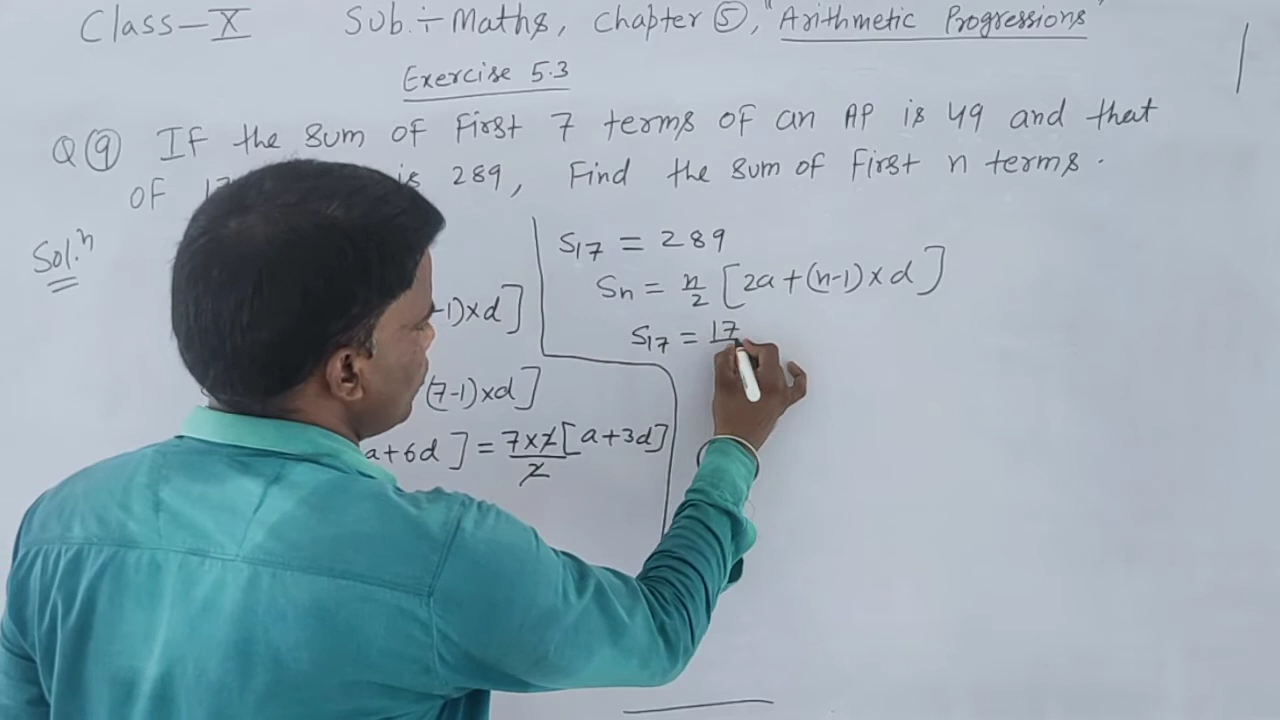 Class-X Sub.÷ Maths, Chapter ⑤, "Arithmetic Progressions"
Exercise 5.3
Q⑨ If the sum of first 7 terms of an AP is 49 and that
of 17 is 289, Find the sum of first n terms.
Sol.ⁿ
-1)×d]
(7-1)×d]
a+6d] = 7×2/2 [a+3d]
S17 = 289
Sn = n/2 [2a+(n-1)×d]
S17 = 17